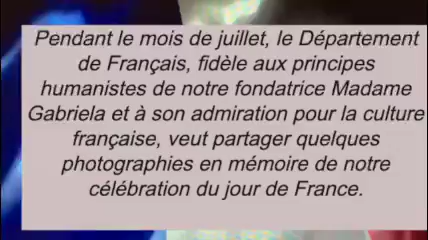 Pendant le mois de juillet, le Département
de Français, fidèle aux principes
humanistes de notre fondatrice Madame
Gabriela et à son admiration pour la culture
française, veut partager quelques
photographies en mémoire de notre
célébration du jour de France.